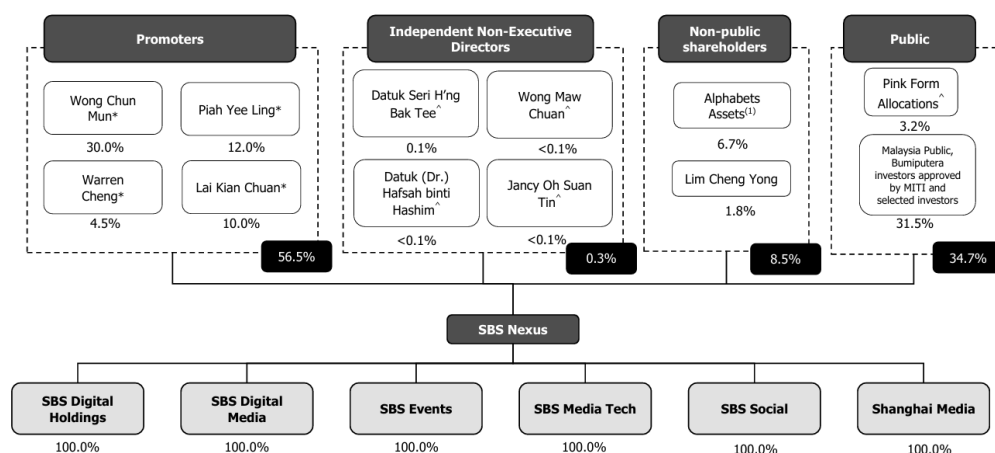 Promoters
Wong Chun
Mun*
30.0%
Piah Yee Ling*
12.0%
Warren
Cheng*
4.5%
Lai Kian Chuan*
10.0%
56.5%
Independent Non-Executive
Directors
Datuk Seri H'ng
Bak Tee^
0.1%
Wong Maw
Chuan^
<0.1%
Datuk (Dr.)
Hafsah binti
Hashim^
<0.1%
Jancy Oh Suan
Tin^
<0.1%
0.3%
Non-public
shareholders
Alphabets
Assets(1)
6.7%
Lim Cheng Yong
1.8%
8.5%
Public
Pink Form
Allocations^
3.2%
Malaysia Public,
Bumiputera
investors approved
by MITI and
selected investors
31.5%
34.7%
SBS Nexus
SBS Digital
Holdings
100.0%
SBS Digital
Media
100.0%
SBS Events
100.0%
SBS Media Tech
100.0%
SBS Social
100.0%
Shanghai Media
100.0%